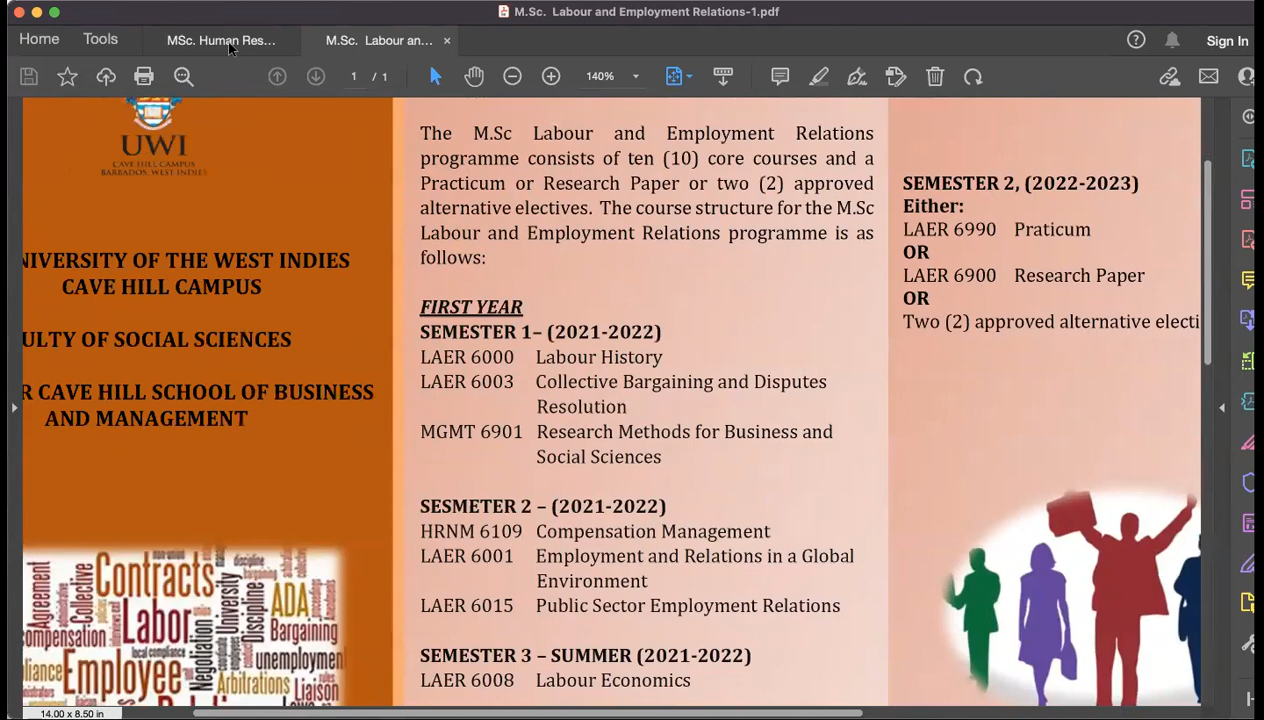 M.Sc. Labour and Employment Relations-1.pdf
Home
Tools
MSc. Human Res...
M.Sc. Labour an...
×
Sign In
1 / 1
140%
UWI
CAVE HILL CAMPUS
BARBADOS, WEST INDIES
NIVERSITY OF THE WEST INDIES
CAVE HILL CAMPUS
ULTY OF SOCIAL SCIENCES
R CAVE HILL SCHOOL OF BUSINESS
AND MANAGEMENT
Agreement
Collective
Contracts
discipline
University
Labor
ADA
compensation
Negotiation
Discipline
Bargaining
local compliance
unemployment
liance
Employee
Arbitrations
Liaison
The M.Sc Labour and Employment Relations
programme consists of ten (10) core courses and a
Practicum or Research Paper or two (2) approved
alternative electives. The course structure for the M.Sc
Labour and Employment Relations programme is as
follows:
FIRST YEAR
SEMESTER 1– (2021-2022)
LAER 6000 Labour History
LAER 6003 Collective Bargaining and Disputes
Resolution
MGMT 6901 Research Methods for Business and
Social Sciences
SESMETER 2 – (2021-2022)
HRNM 6109 Compensation Management
LAER 6001 Employment and Relations in a Global
Environment
LAER 6015 Public Sector Employment Relations
SEMESTER 3 – SUMMER (2021-2022)
LAER 6008 Labour Economics
SEMESTER 2, (2022-2023)
Either:
LAER 6990 Praticum
OR
LAER 6900 Research Paper
OR
Two (2) approved alternative electi
14.00 x 8.50 in